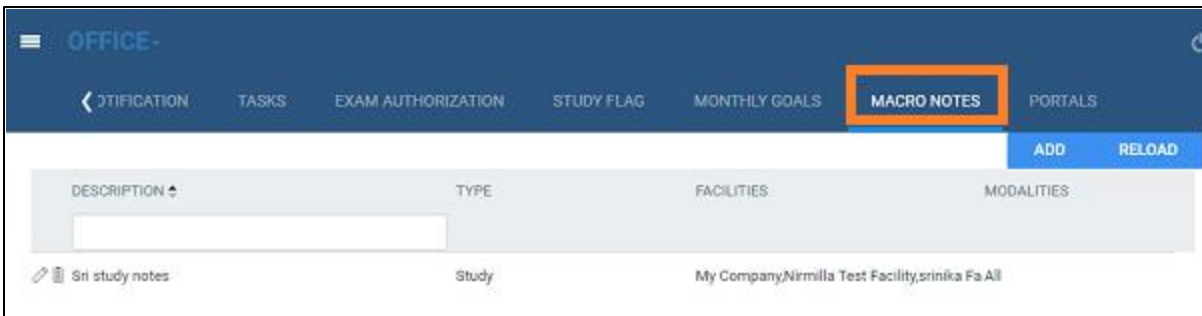 OFFICE-
OTIFICATION TASKS EXAM AUTHORIZATION STUDY FLAG MONTHLY GOALS MACRO NOTES PORTALS
ADD RELOAD
DESCRIPTION TYPE FACILITIES MODALITIES
Sri study notes Study My Company,Nirmilla Test Facility,srinika Fa All